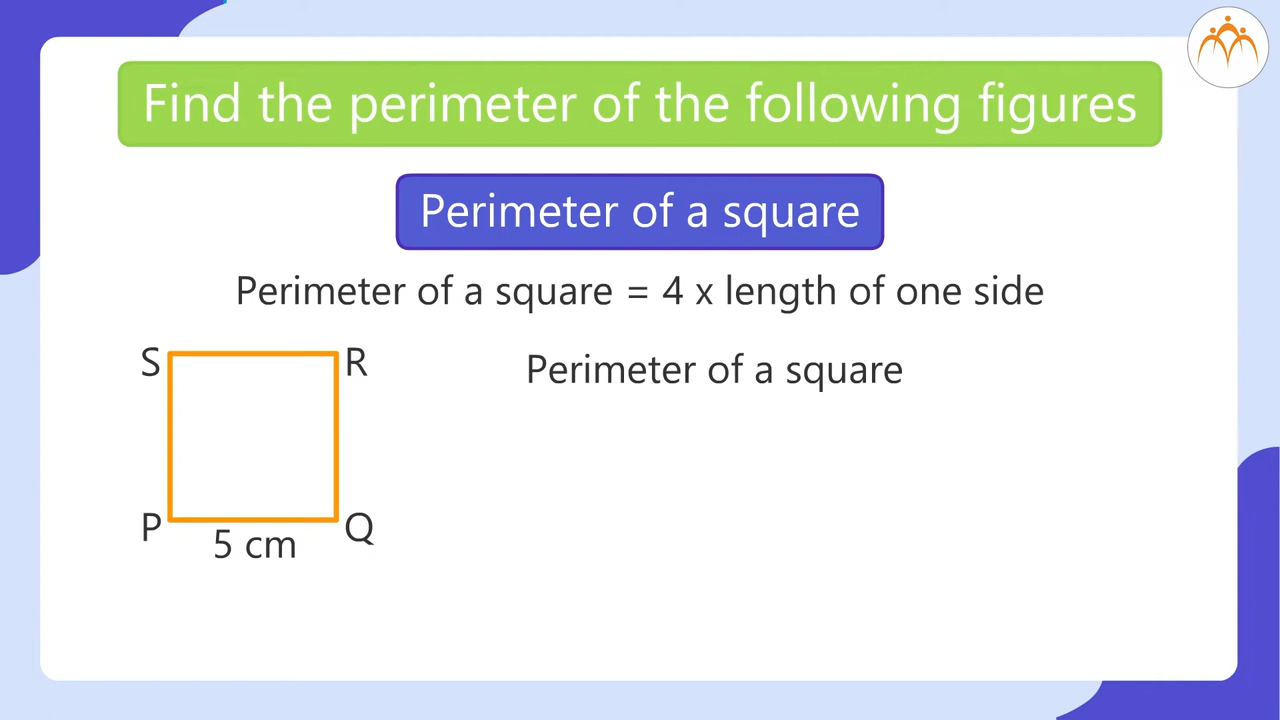 Find the perimeter of the following figures
Perimeter of a square
Perimeter of a square = 4 x length of one side
S
R
Perimeter of a square
P
Q
5 cm